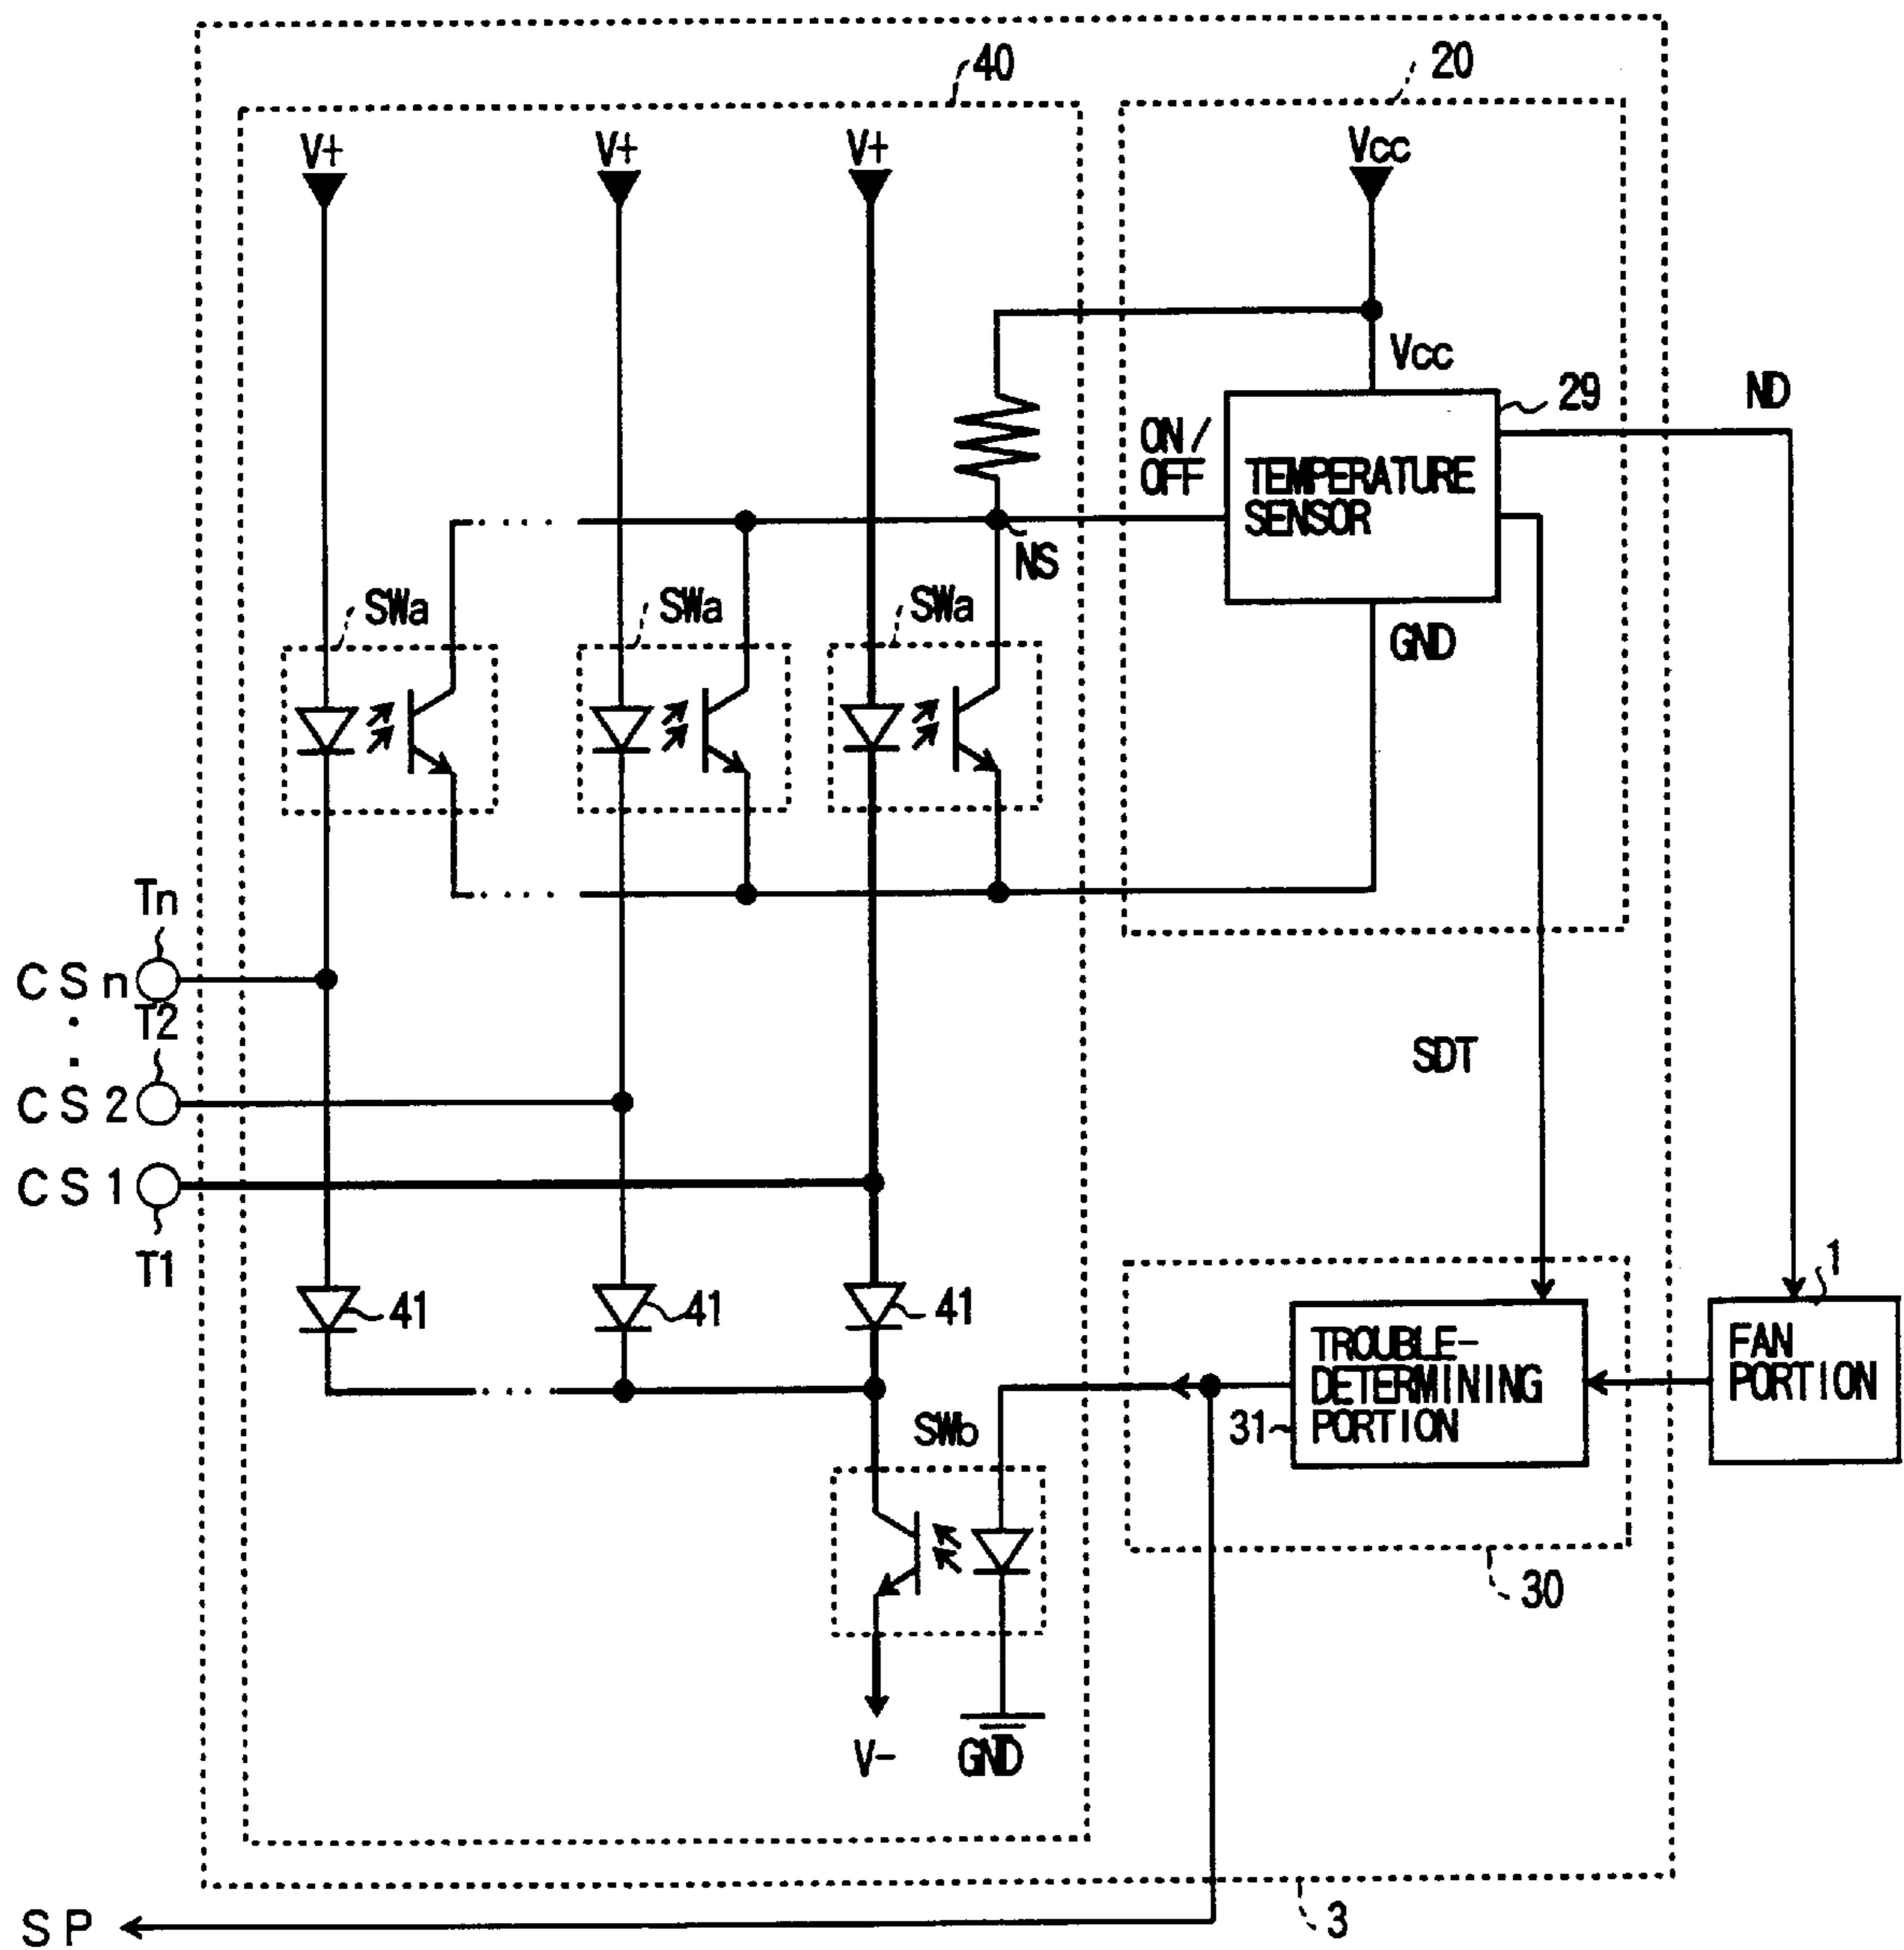 40
20
V+
V+
V+
Vcc
Vcc
29
ND
ON/
OFF
TEMPERATURE
SENSOR
NS
SWa
SWa
SWa
GND
Tn
CSn
T2
CS2
SDT
CS1
T1
41
41
41
1
TROUBLE-
DETERMINING
PORTION
FAN
PORTION
31
SWb
30
V-
GND
3
SP